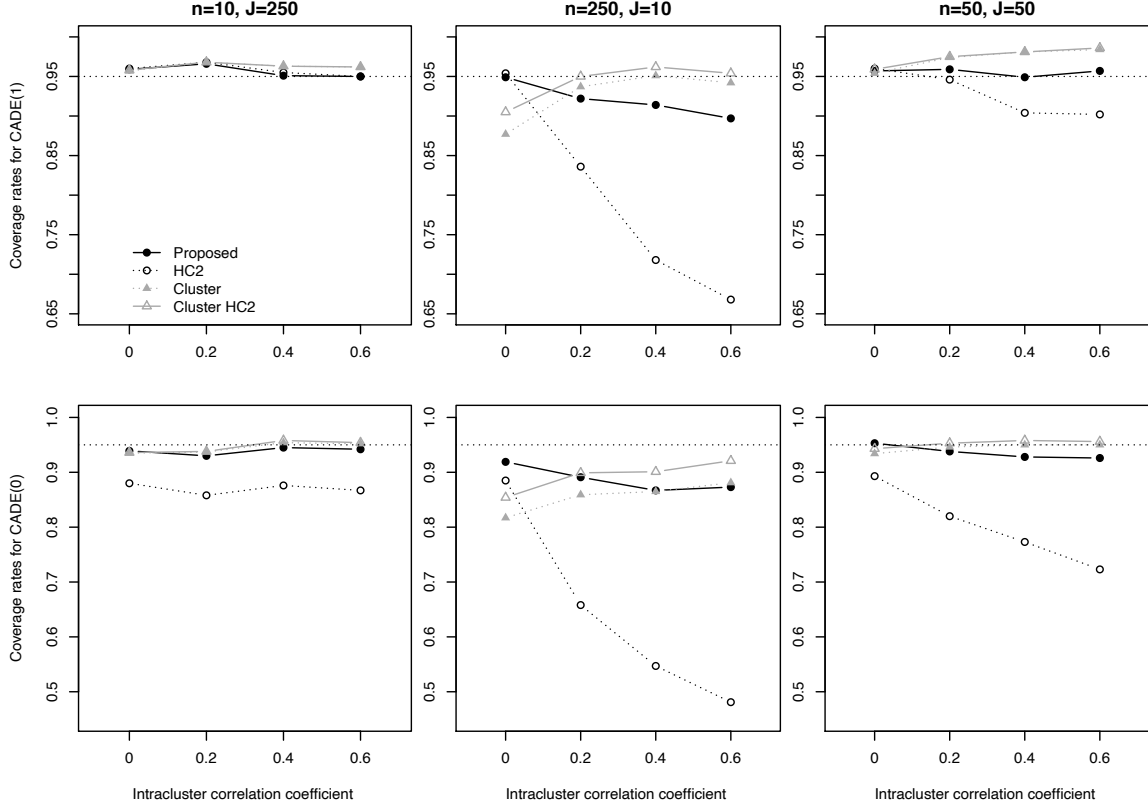 n=10, J=250
n=250, J=10
n=50, J=50
Coverage rates for CADE(1)
0.95
0.85
0.75
0.65
Proposed
HC2
Cluster
Cluster HC2
0 0.2 0.4 0.6
0.95
0.85
0.75
0.65
0 0.2 0.4 0.6
0.95
0.85
0.75
0.65
0 0.2 0.4 0.6
Coverage rates for CADE(0)
1.0
0.9
0.8
0.7
0.6
0.5
0 0.2 0.4 0.6
Intracluster correlation coefficient
1.0
0.9
0.8
0.7
0.6
0.5
0 0.2 0.4 0.6
Intracluster correlation coefficient
1.0
0.9
0.8
0.7
0.6
0.5
0 0.2 0.4 0.6
Intracluster correlation coefficient